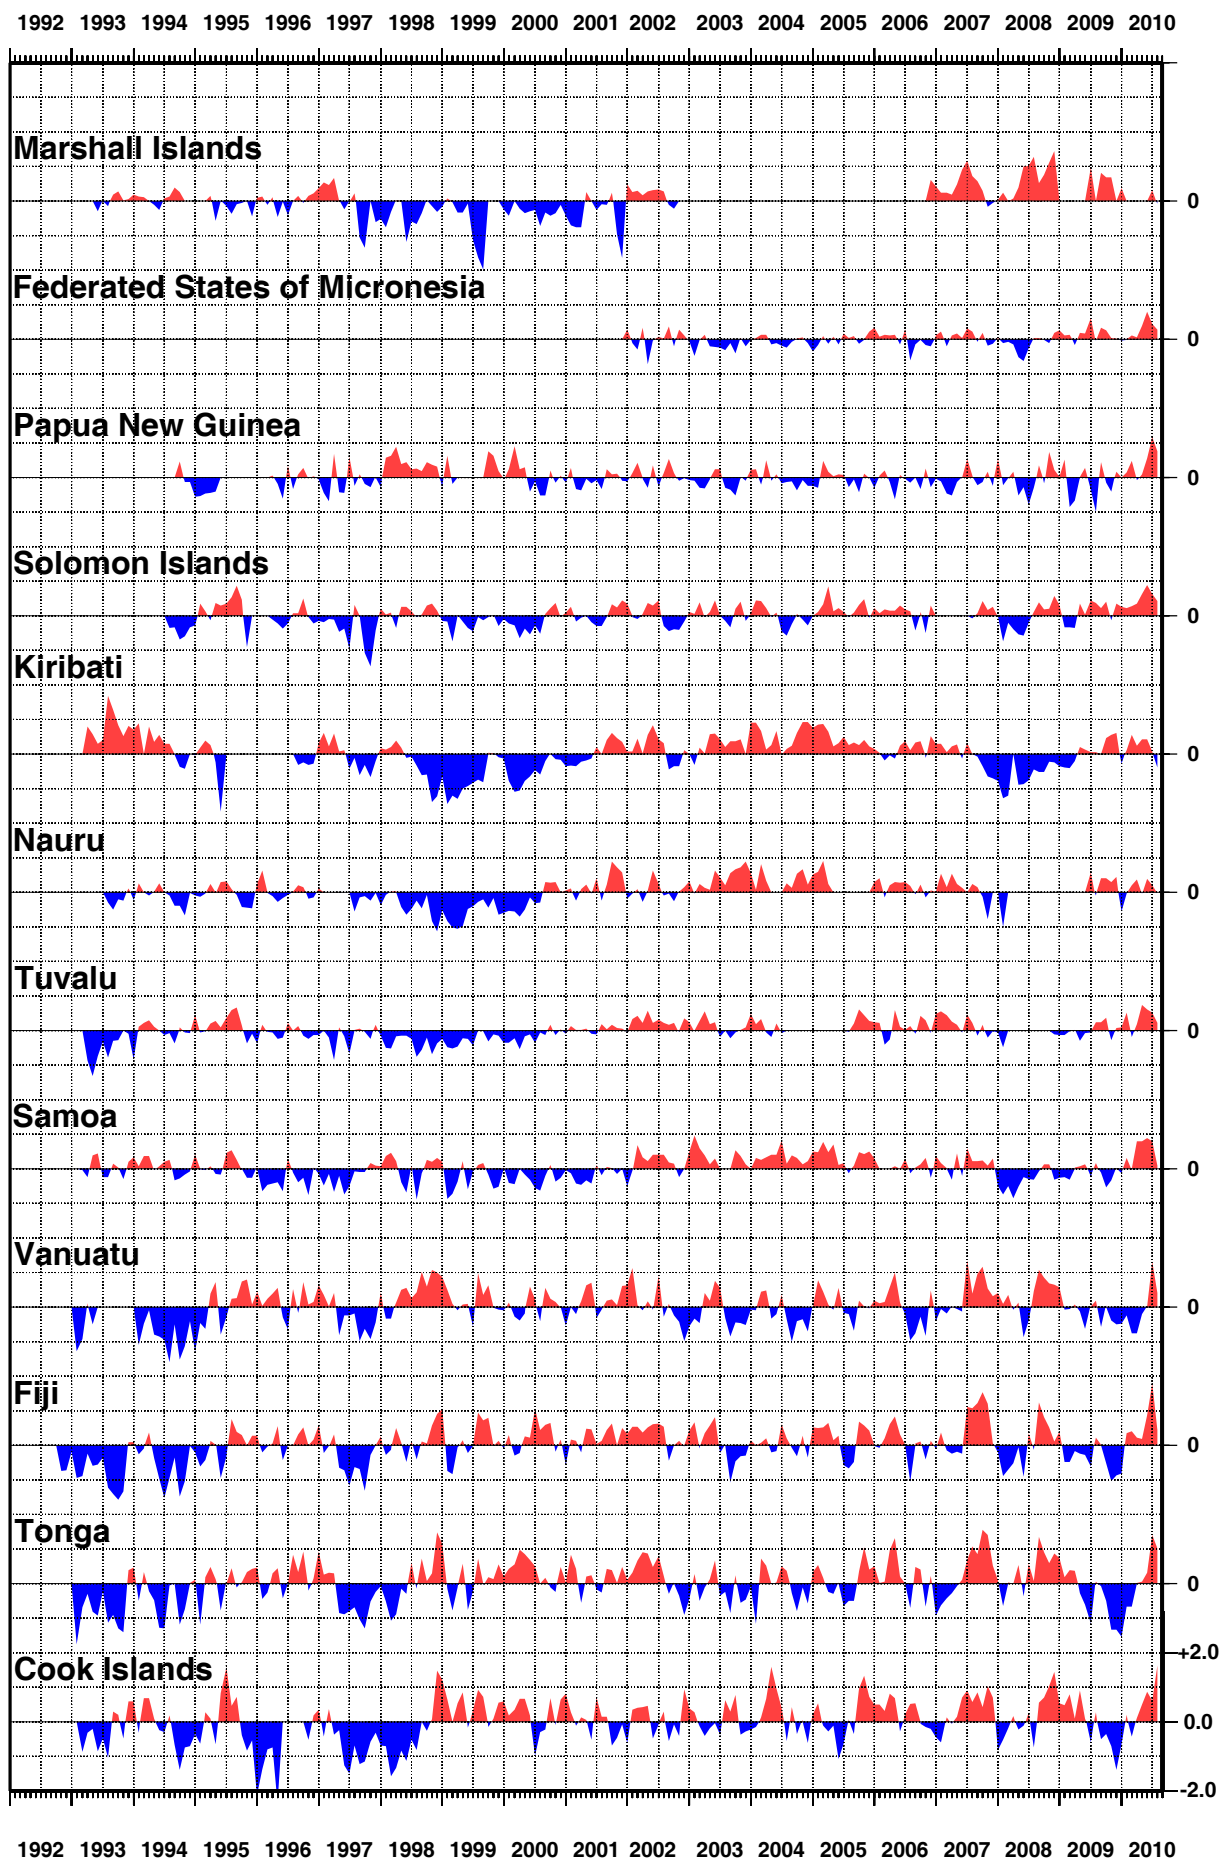 1992 1993 1994 1995 1996 1997 1998 1999 2000 2001 2002 2003 2004 2005 2006 2007 2008 2009 2010
Marshall Islands
0
Federated States of Micronesia
0
Papua New Guinea
0
Solomon Islands
0
Kiribati
0
Nauru
0
Tuvalu
0
Samoa
0
Vanuatu
0
Fiji
0
Tonga
0
+2.0
Cook Islands
0.0
-2.0
1992 1993 1994 1995 1996 1997 1998 1999 2000 2001 2002 2003 2004 2005 2006 2007 2008 2009 2010